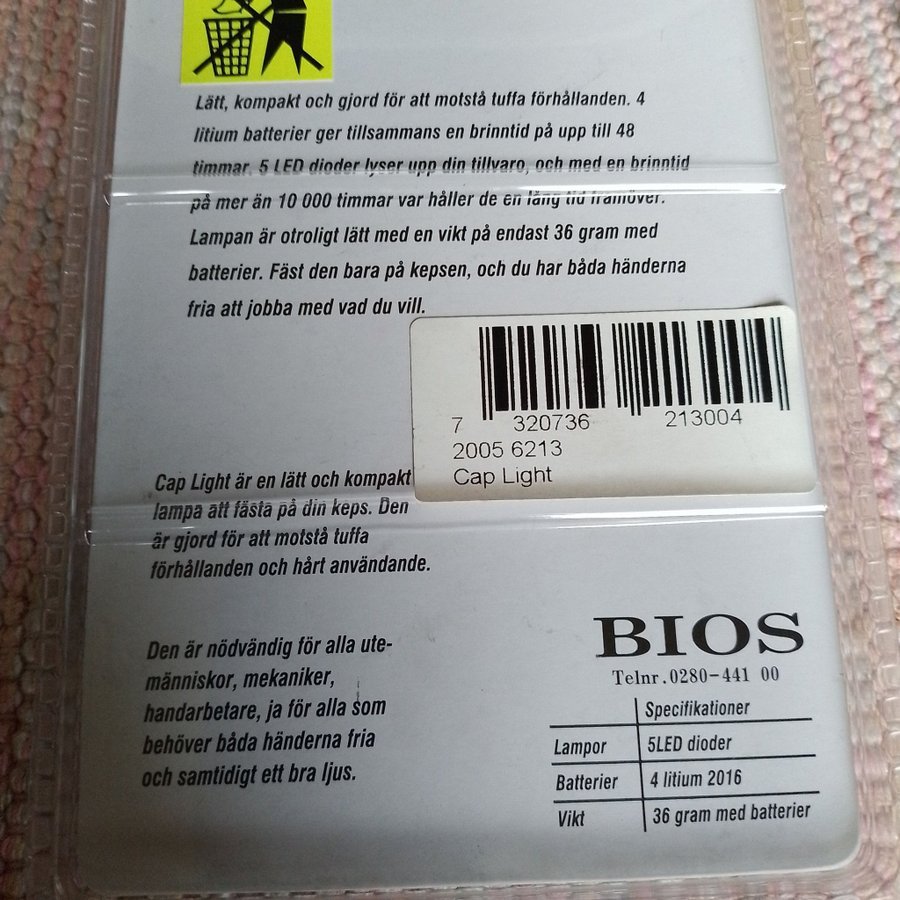 Lätt, kompakt och gjord för att motstå tuffa förhållanden. 4
litium batterier ger tillsammans en brinntid på upp till 48
timmar. 5 LED dioder lyser upp din tillvaro, och med en brinntid
på mer än 10 000 timmar var håller de en lång tid framöver.
Lampan är otroligt lätt med en vikt på endast 36 gram med
batterier. Fäst den bara på kepsen, och du har båda händerna
fria att jobba med vad du vill.
7 320736 213004
2005 6213
Cap Light
Cap Light är en lätt och kompakt
lampa att fästa på din keps. Den
är gjord för att motstå tuffa
förhållanden och hårt användande.
Den är nödvändig för alla ute-
människor, mekaniker,
handarbetare, ja för alla som
behöver båda händerna fria
och samtidigt ett bra ljus.
BIOS
Telnr.0280-441 00
Specifikationer
Lampor 5LED dioder
Batterier 4 litium 2016
Vikt 36 gram med batterier